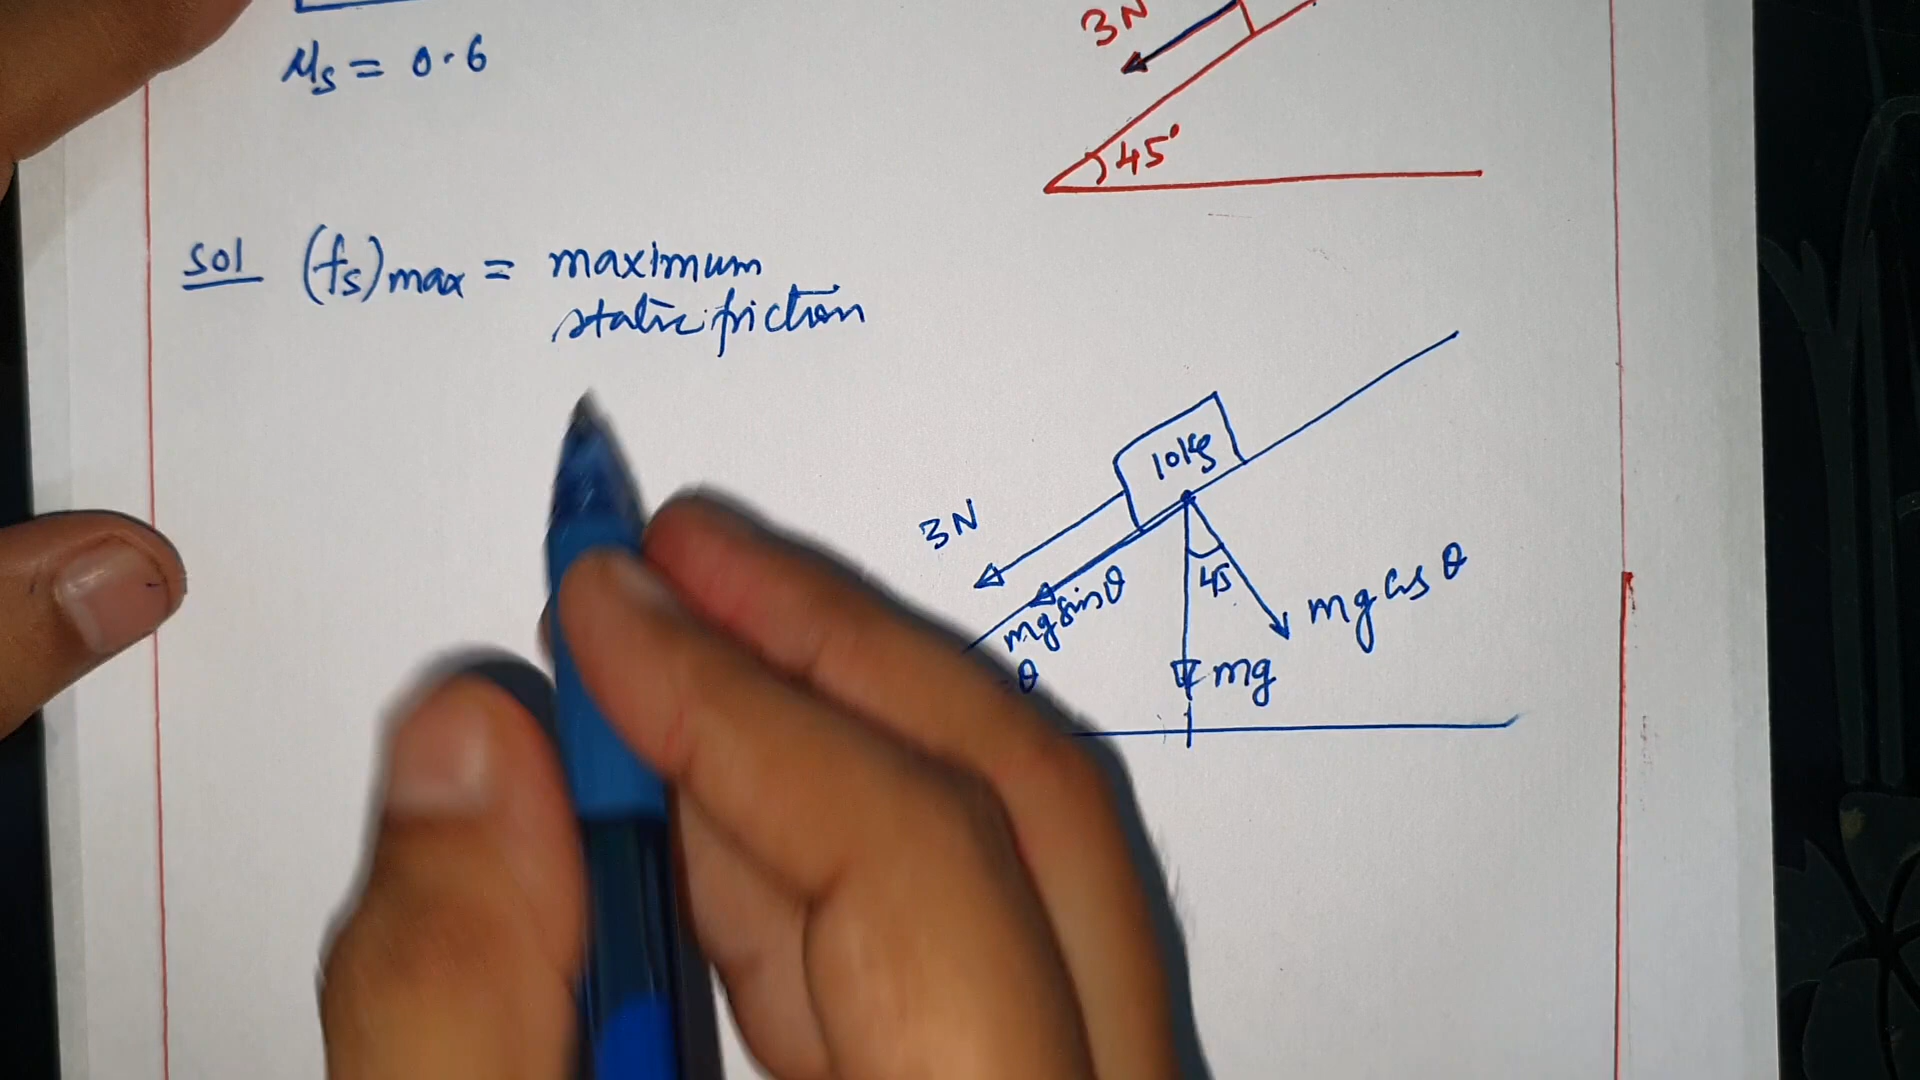 μs = 0.6
3N
45°
Sol (fs)max = maximum
static friction
10kg
3N
45
mg sinθ
mg cosθ
θ
mg